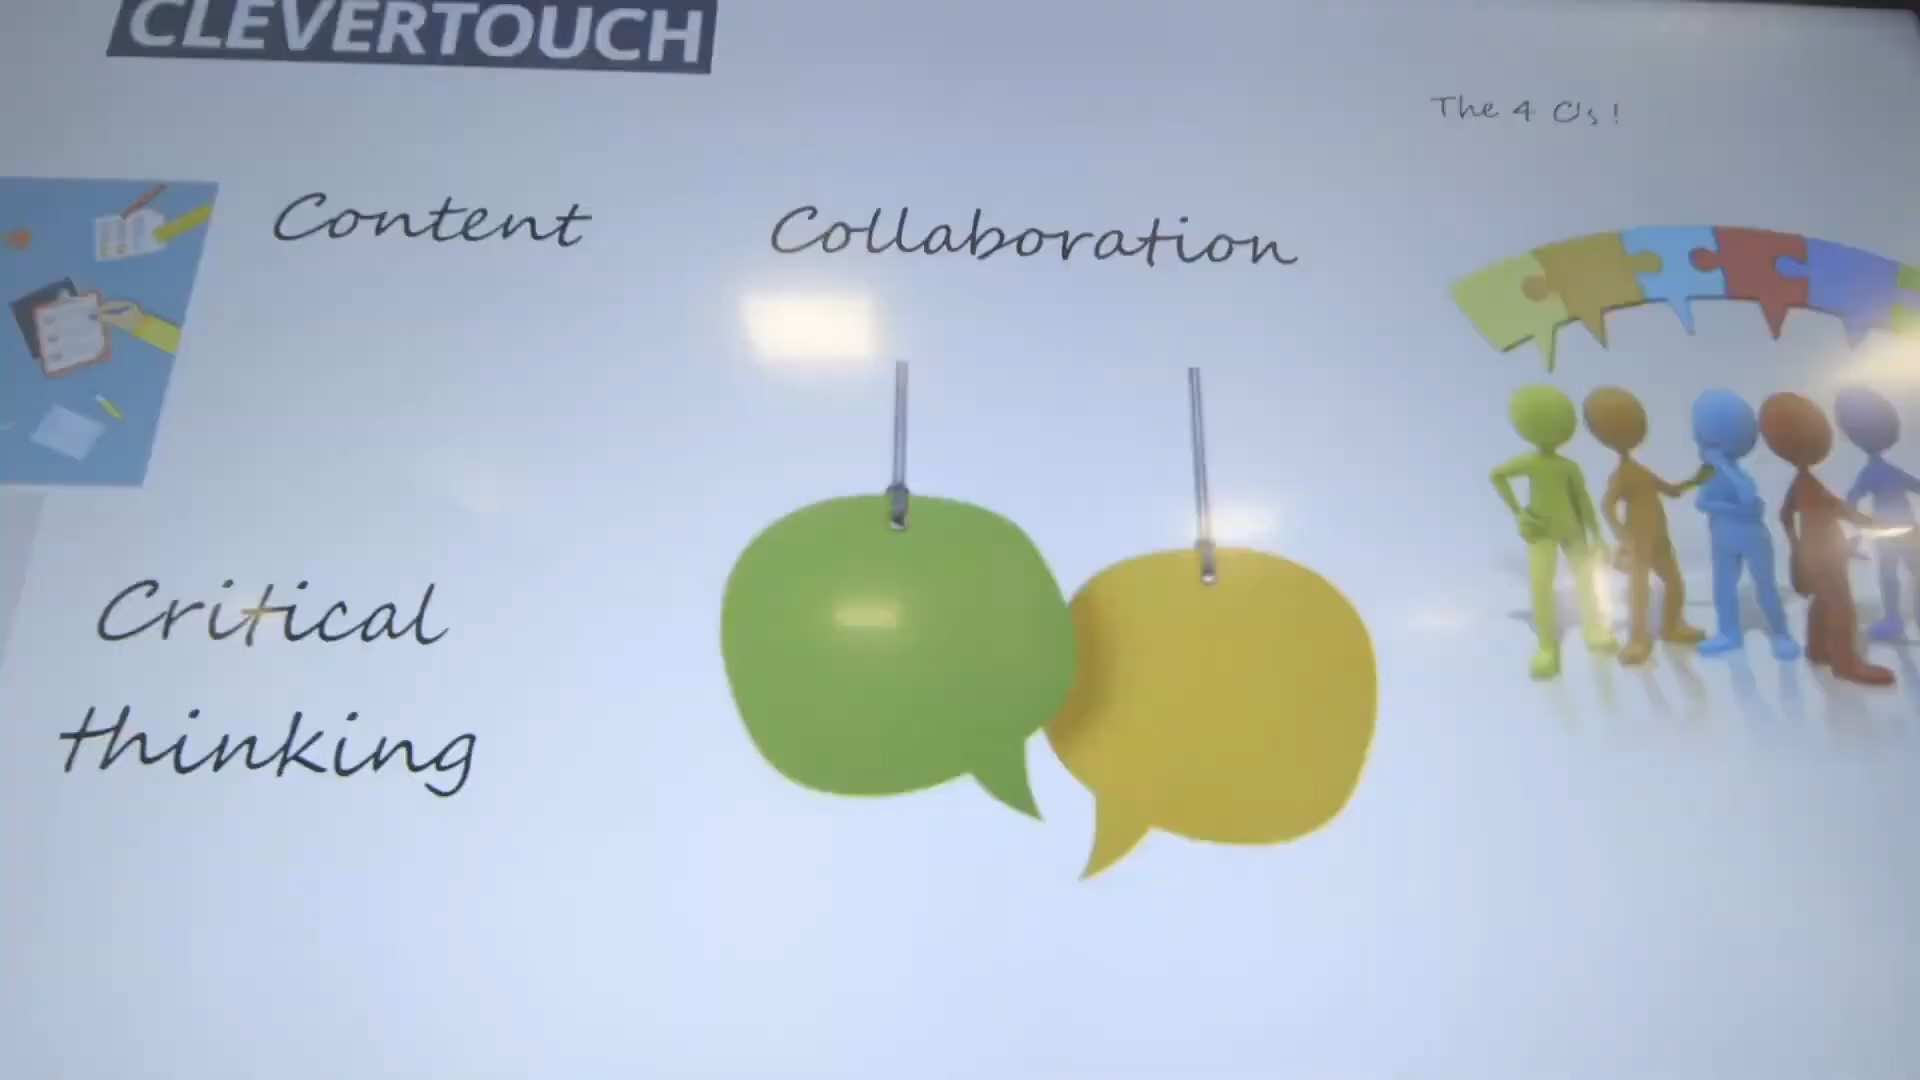 CLEVERTOUCH
The 4 C's!
Content
Collaboration
Critical
thinking